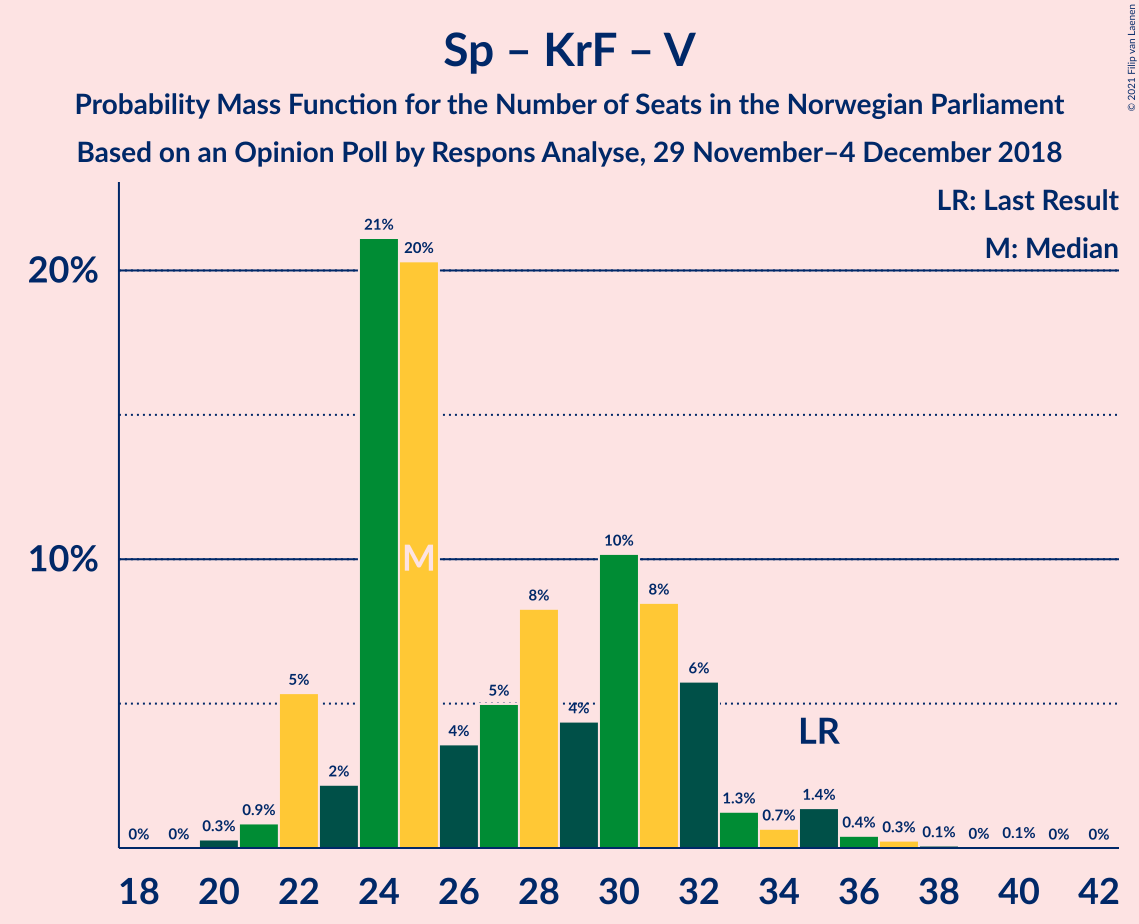 © 2021 Filip van Laenen
Sp – KrF – V
Probability Mass Function for the Number of Seats in the Norwegian Parliament
Based on an Opinion Poll by Respons Analyse, 29 November–4 December 2018
LR: Last Result
M: Median
20%
10%
0% 0% 0.3% 0.9% 5% 2% 21% 20% 4% 5% 8% 4% 10% 8% 6% 1.3% 0.7% 1.4% 0.4% 0.3% 0.1% 0% 0.1% 0% 0%
M
LR
18 20 22 24 26 28 30 32 34 36 38 40 42